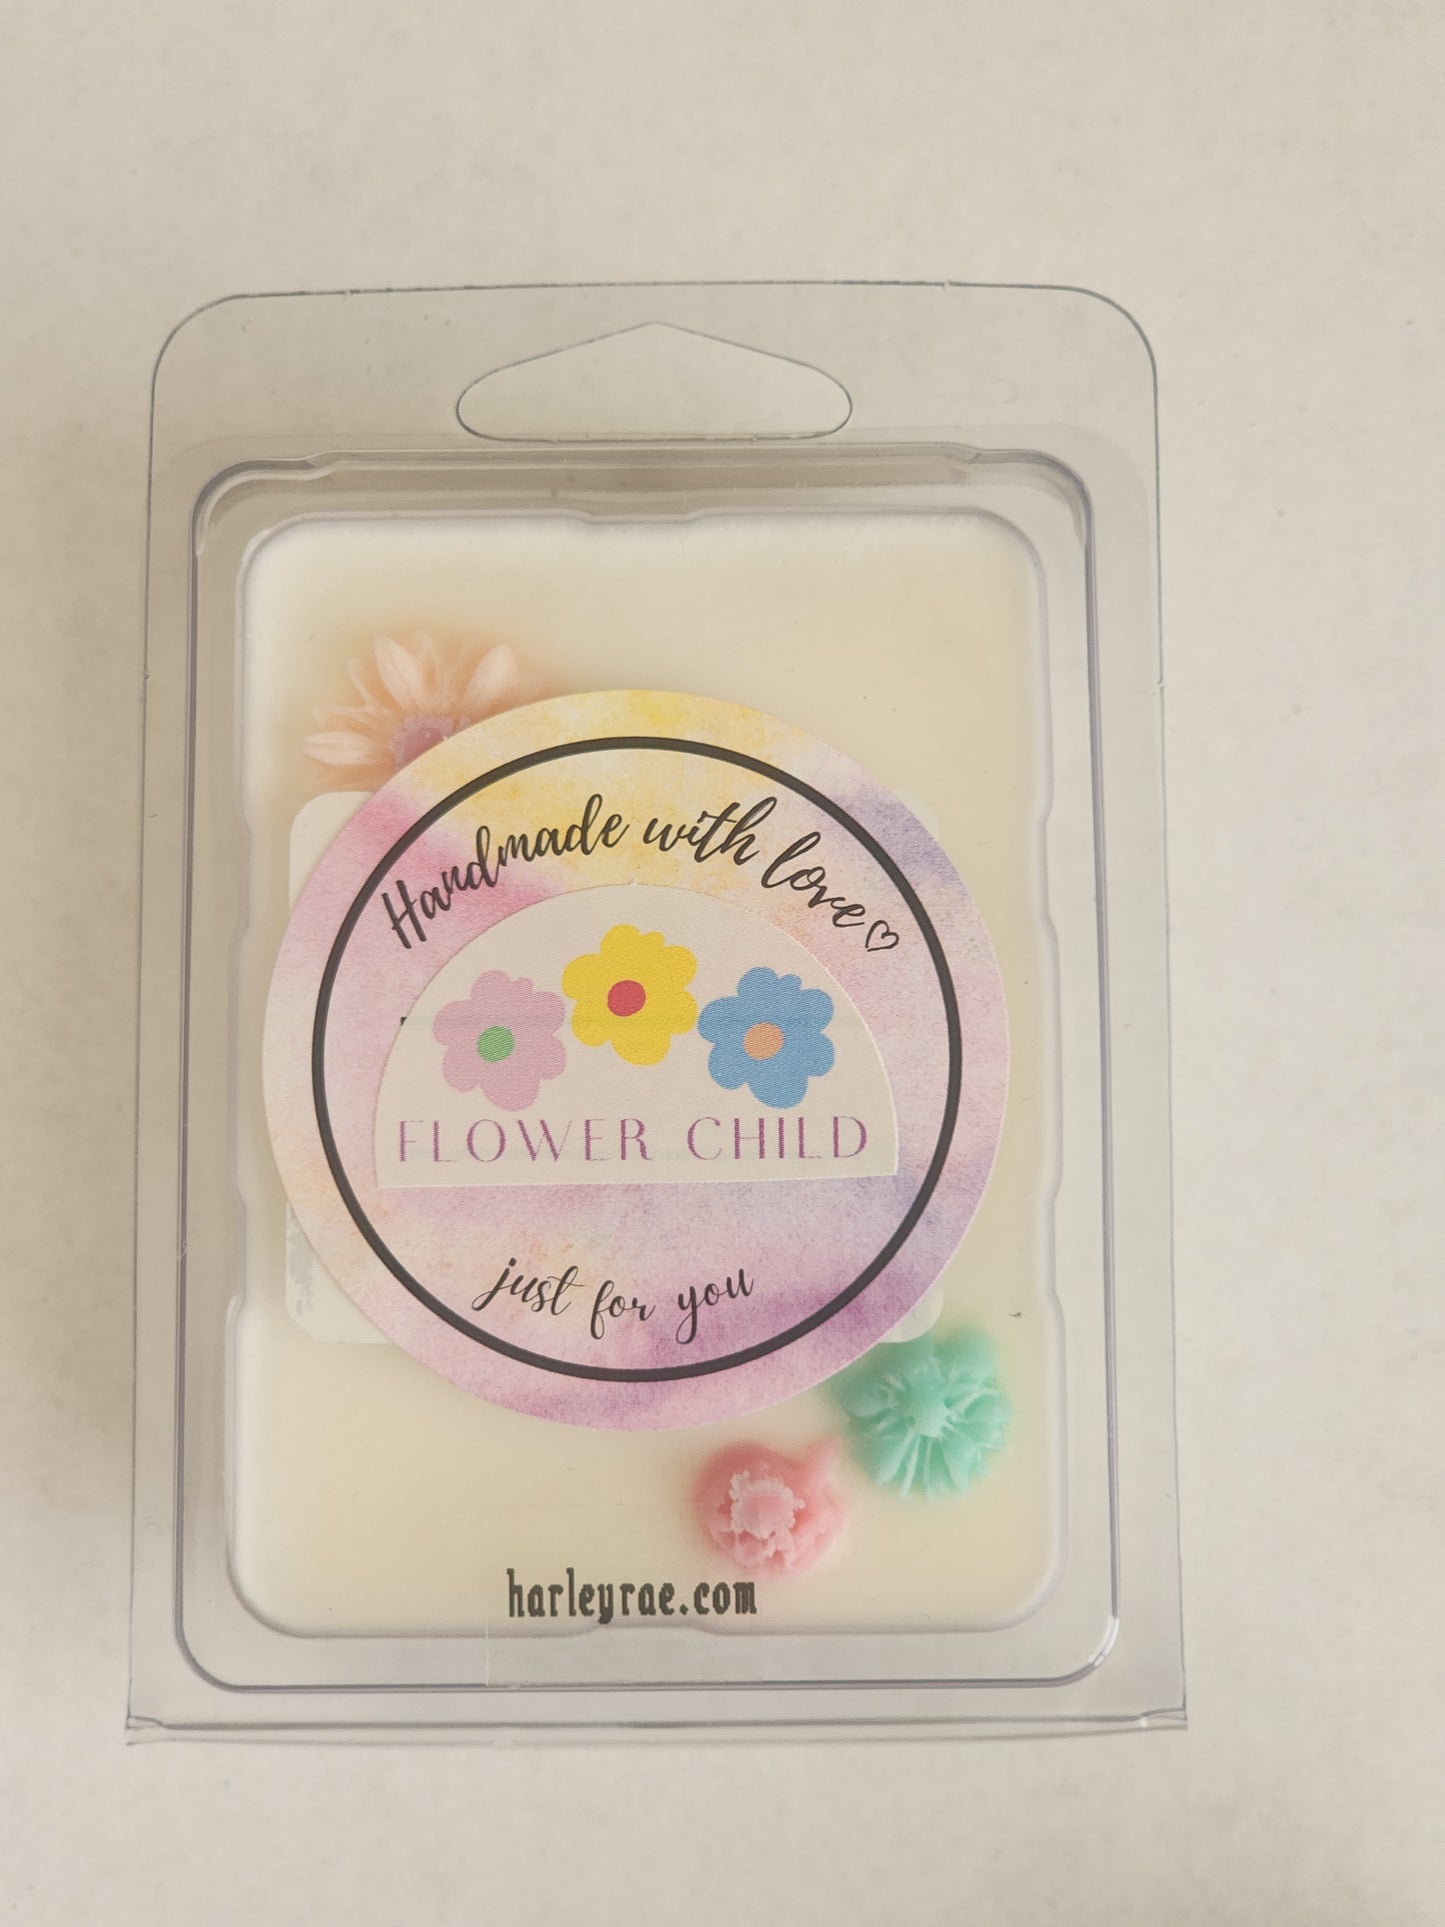 Handmade with love♡
FLOWER CHILD
just for you
harleyrae.com